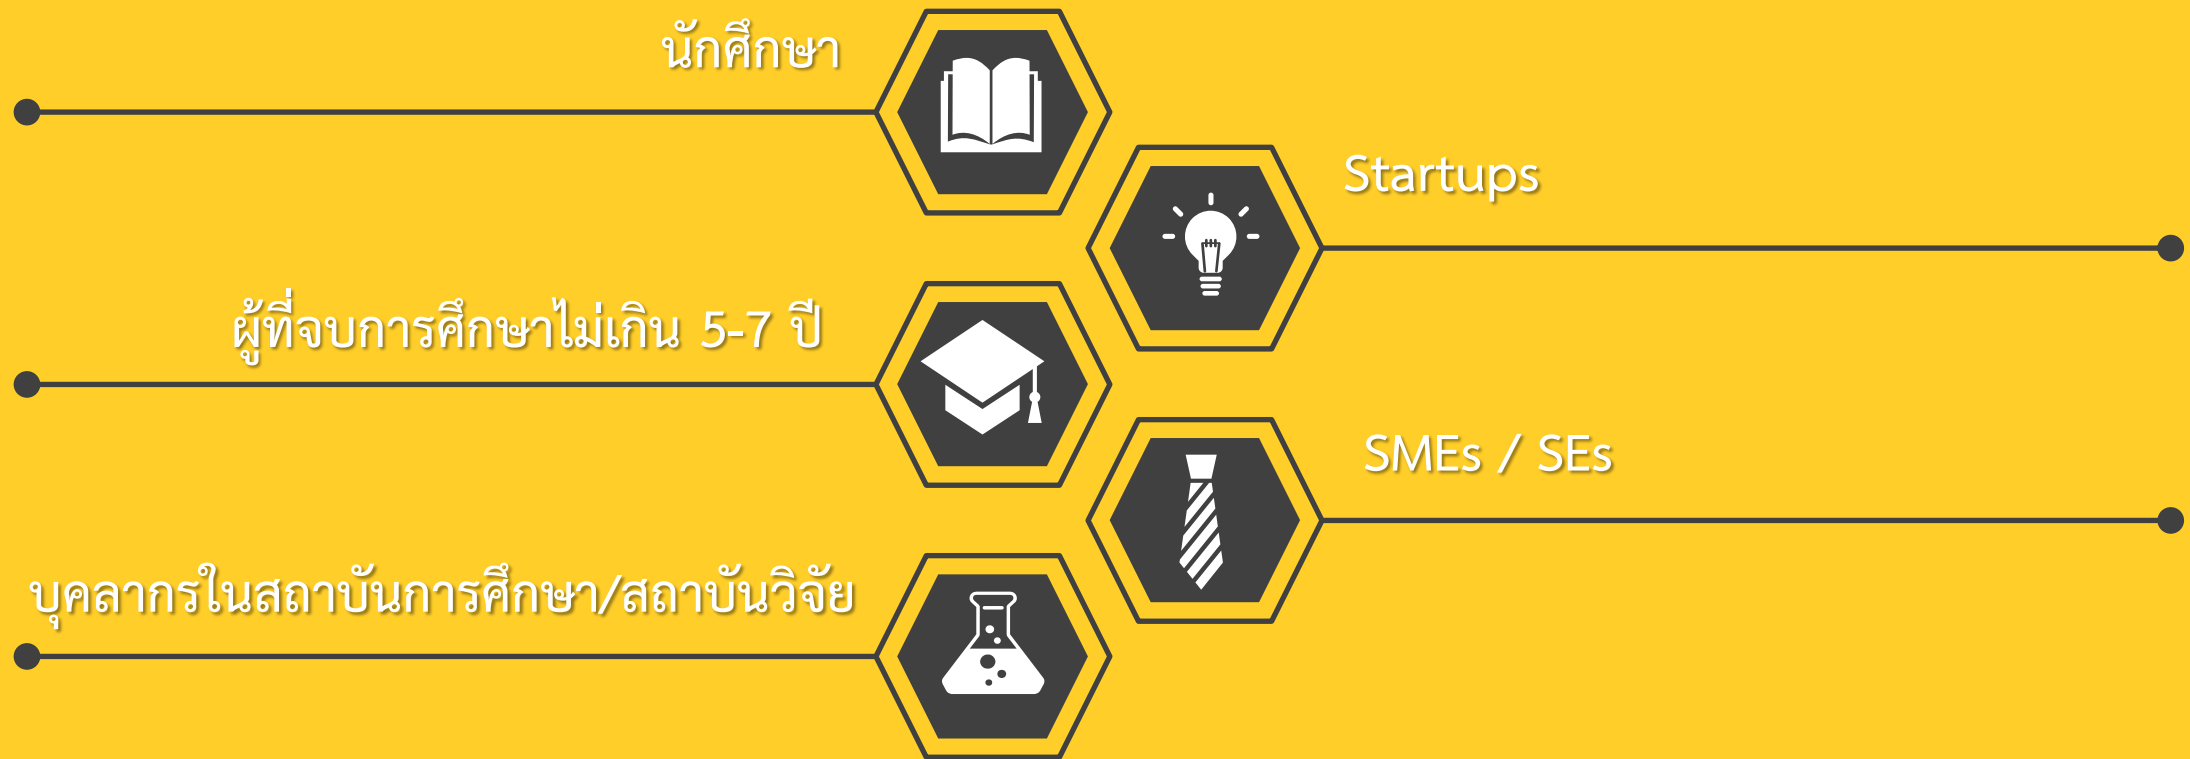 นักศึกษา
Startups
ผู้ที่จบการศึกษาไม่เกิน 5-7 ปี
SMEs / SEs
บุคลากรในสถาบันการศึกษา/สถาบันวิจัย